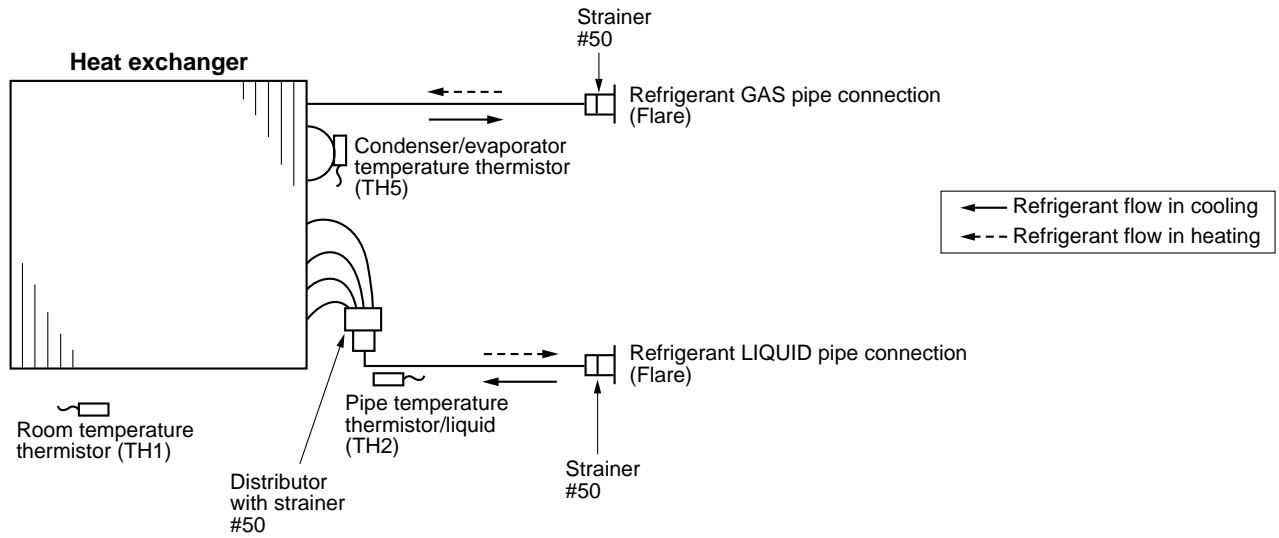 Strainer
#50
Heat exchanger
Refrigerant GAS pipe connection
(Flare)
Condenser/evaporator
temperature thermistor
(TH5)
Refrigerant flow in cooling
Refrigerant flow in heating
Refrigerant LIQUID pipe connection
(Flare)
Pipe temperature
thermistor/liquid
(TH2)
Room temperature
thermistor (TH1)
Strainer
#50
Distributor
with strainer
#50